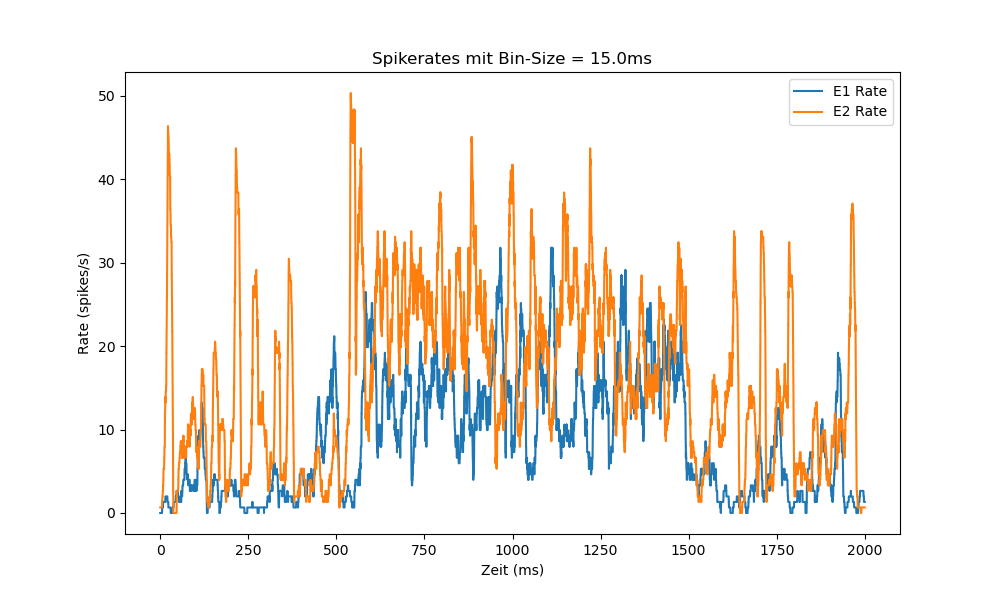 Spikerates mit Bin-Size = 15.0ms
E1 Rate
E2 Rate
Rate (spikes/s)
50
40
30
20
10
0
0 250 500 750 1000 1250 1500 1750 2000
Zeit (ms)